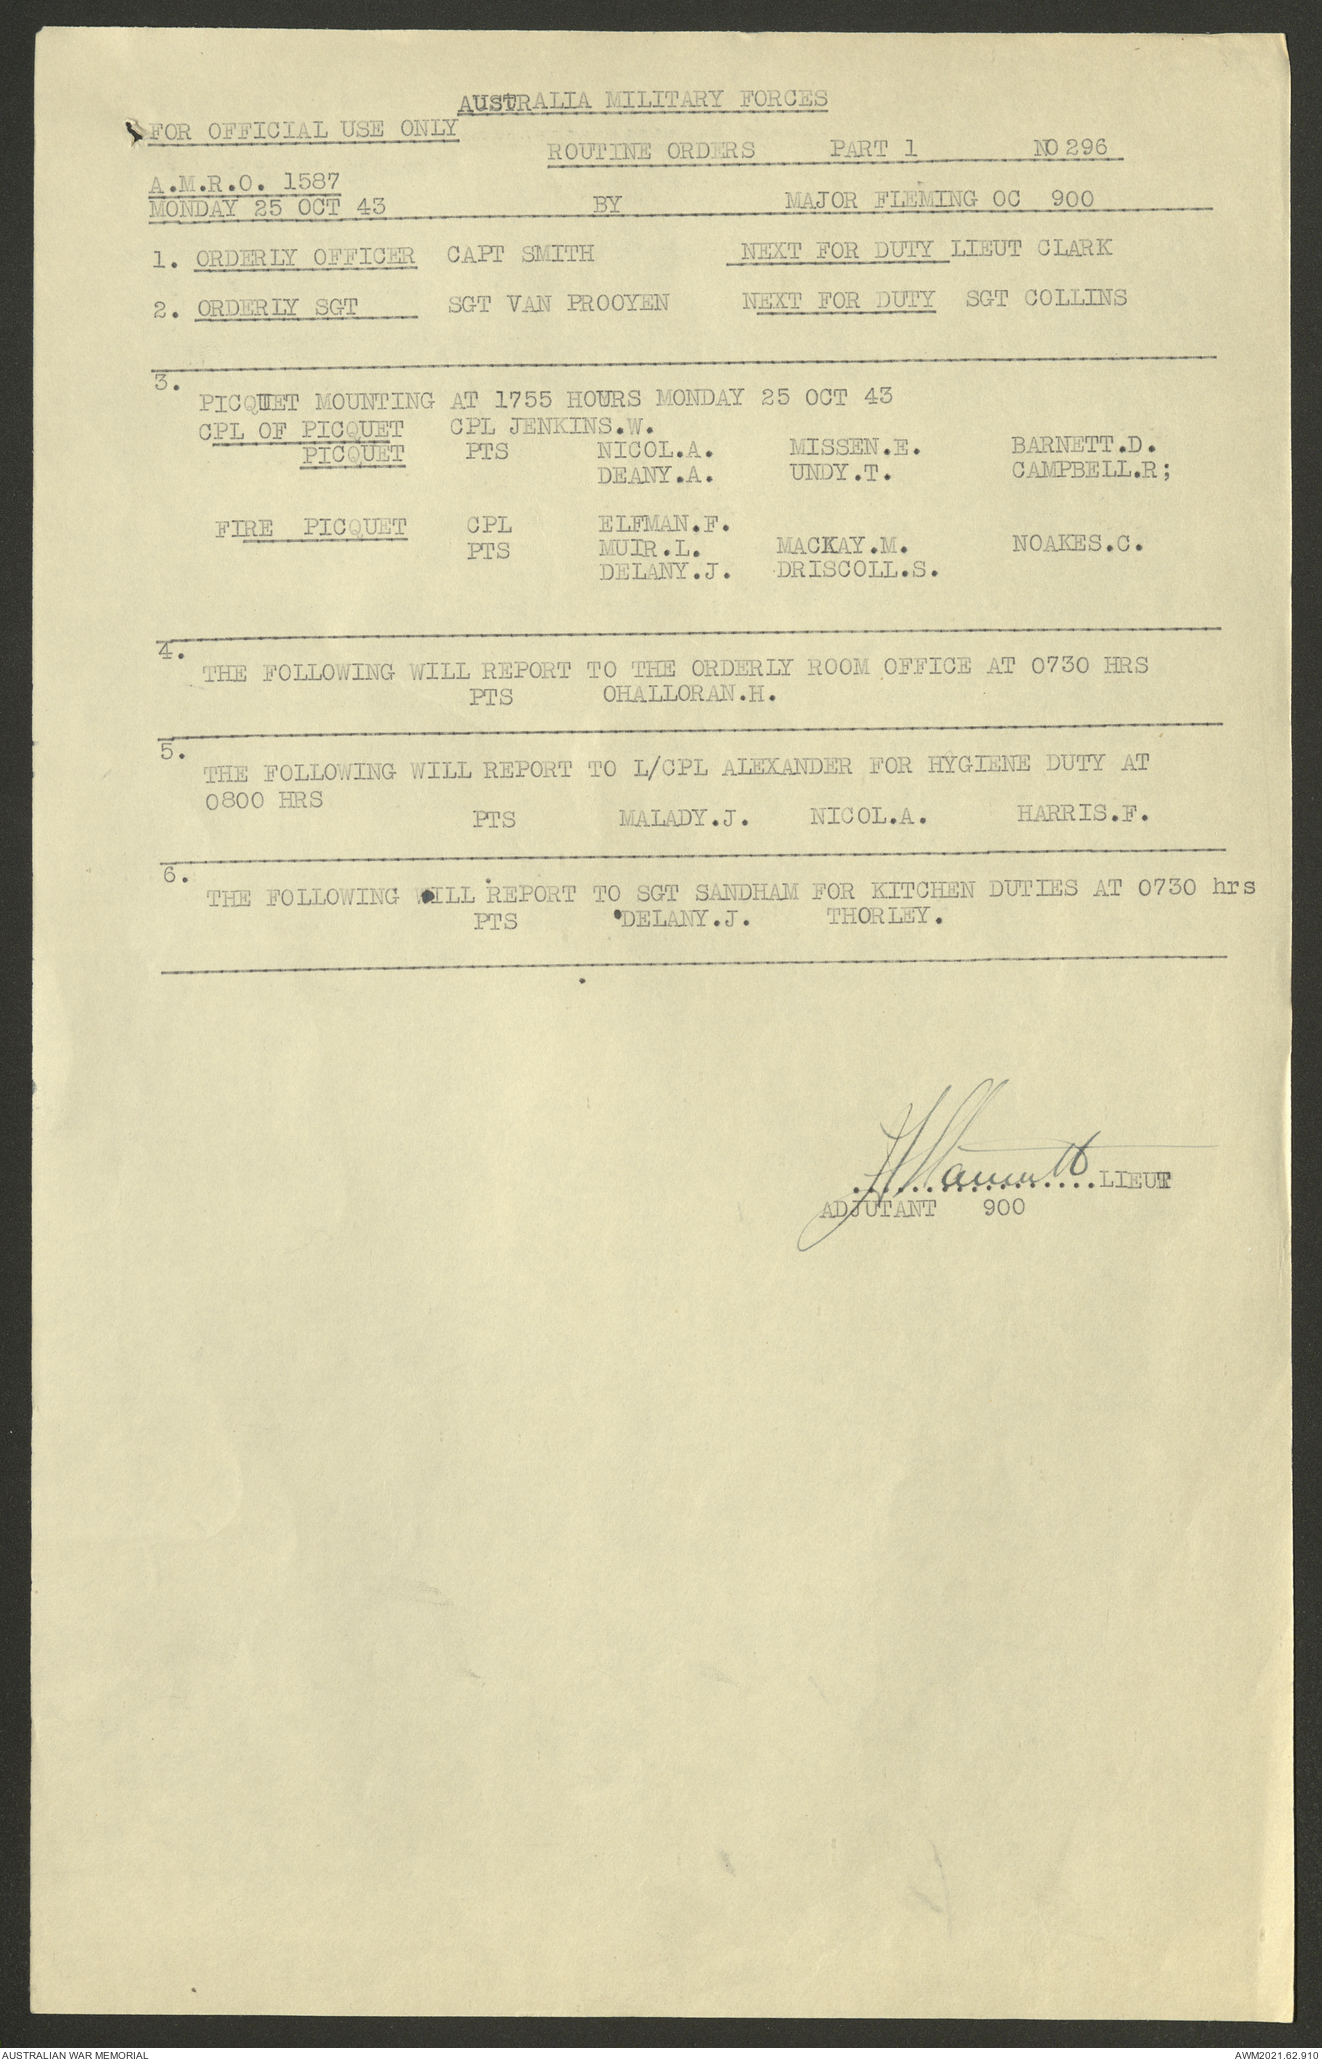 AUSTRALIA MILITARY FORCES
FOR OFFICIAL USE ONLY
ROUTINE ORDERS PART 1 NO 296
A.M.R.O. 1587
MONDAY 25 OCT 43 BY MAJOR FLEMING OC 900
1. ORDERLY OFFICER CAPT SMITH NEXT FOR DUTY LIEUT CLARK
2. ORDERLY SGT SGT VAN PROOYEN NEXT FOR DUTY SGT COLLINS
3.
PICQUET MOUNTING AT 1755 HOURS MONDAY 25 OCT 43
CPL OF PICQUET CPL JENKINS.W.
PICQUET PTS NICOL.A. MISSEN.E. BARNETT.D.
DEANY.A. UNDY.T. CAMPBELL.R;
FIRE PICQUET CPL ELFMAN.F.
PTS MUIR.L. MACKAY.M. NOAKES.C.
DELANY.J. DRISCOLL.S.
4.
THE FOLLOWING WILL REPORT TO THE ORDERLY ROOM OFFICE AT 0730 HRS
PTS OHALLORAN.H.
5.
THE FOLLOWING WILL REPORT TO L/CPL ALEXANDER FOR HYGIENE DUTY AT
0800 HRS
PTS MALADY.J. NICOL.A. HARRIS.F.
6.
THE FOLLOWING WILL REPORT TO SGT SANDHAM FOR KITCHEN DUTIES AT 0730 hrs
PTS DELANY.J. THORLEY.
..................LIEUT
ADJUTANT 900
AUSTRALIAN WAR MEMORIAL AWM2021.62.910